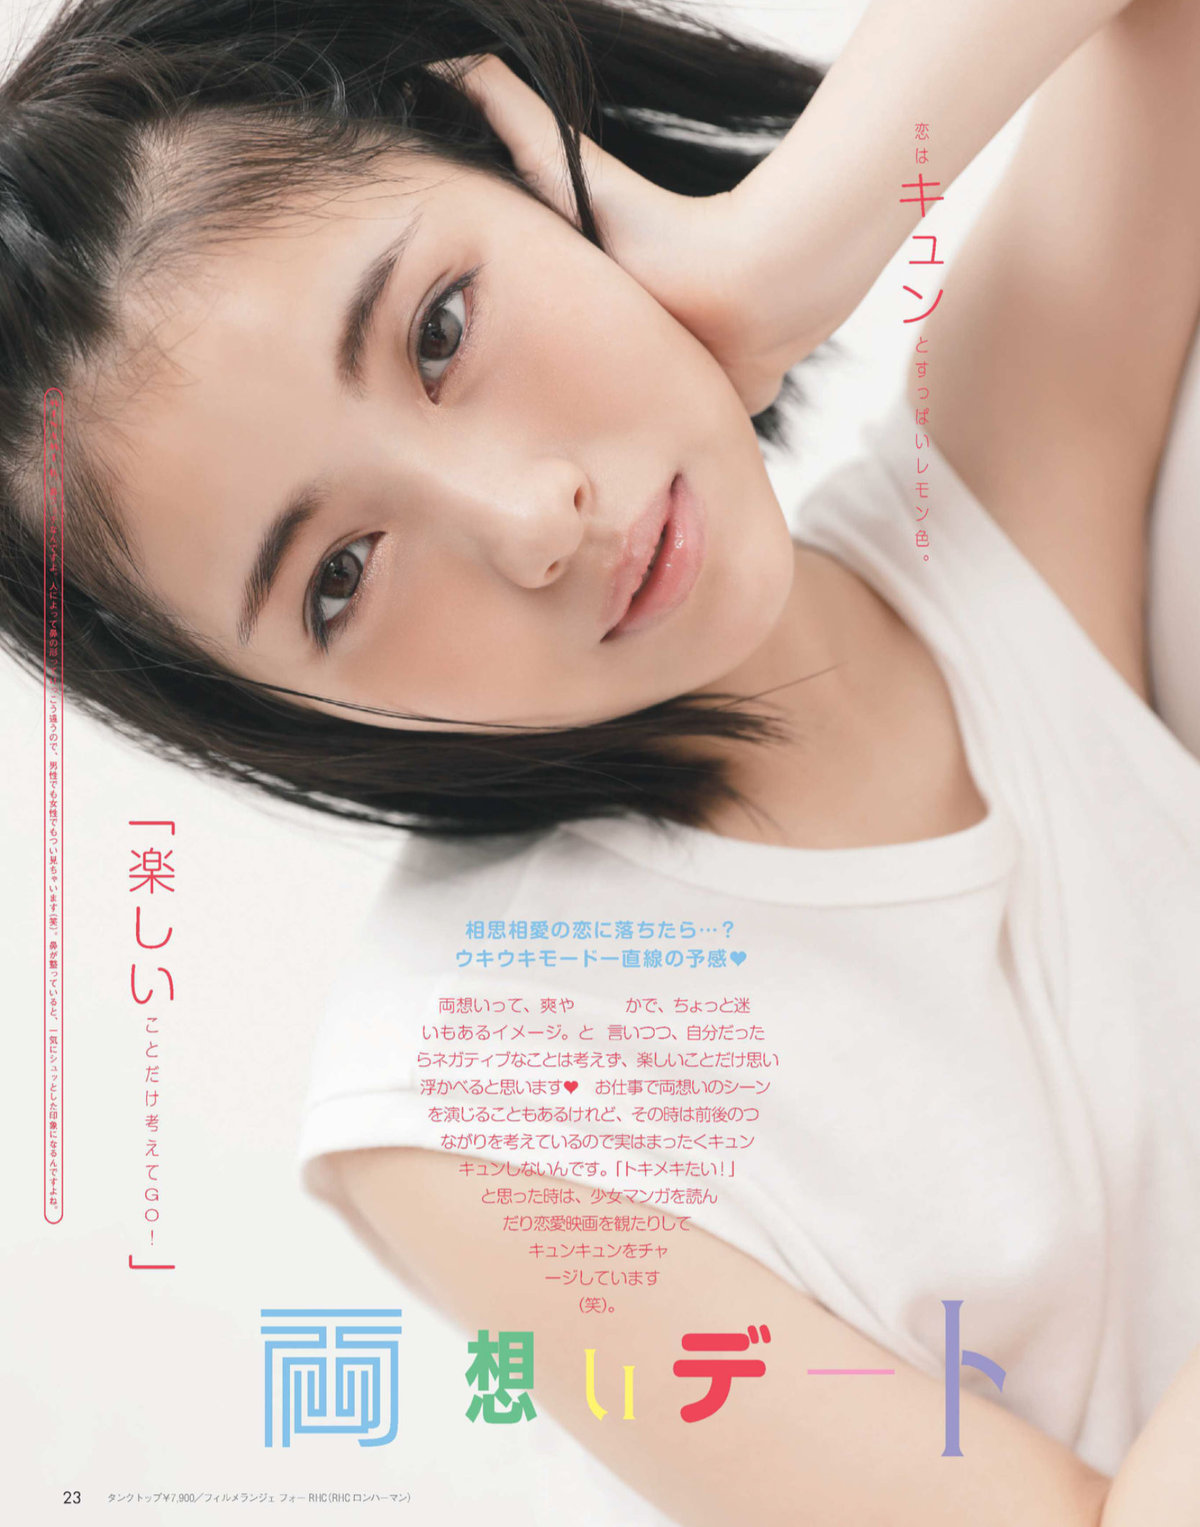 恋はキュンとすっぱいレモン色。
なんですよ。人によって鼻の形って
こう違うので、男性でも女性でもつい見ちゃいます(笑)。鼻が整っていると、一気にシュッとした印象になるんですよね。
「楽しいことだけ考えてGO!」
相思相愛の恋に落ちたら…?
ウキウキモード一直線の予感♥
両想いって、爽や かで、ちょっと迷
いもあるイメージ。と 言いつつ、自分だった
らネガティブなことは考えず、楽しいことだけ思い
浮かべると思います♥ お仕事で両想いのシーン
を演じることもあるけれど、その時は前後のつ
ながりを考えているので実はまったくキュン
キュンしないんです。「トキメキたい!」
と思った時は、少女マンガを読ん
だり恋愛映画を観たりして
キュンキュンをチャ
ージしています
(笑)。
両想いデート
23 タンクトップ¥7,900/フィルメランジェ フォー RHC(RHC ロンハーマン)